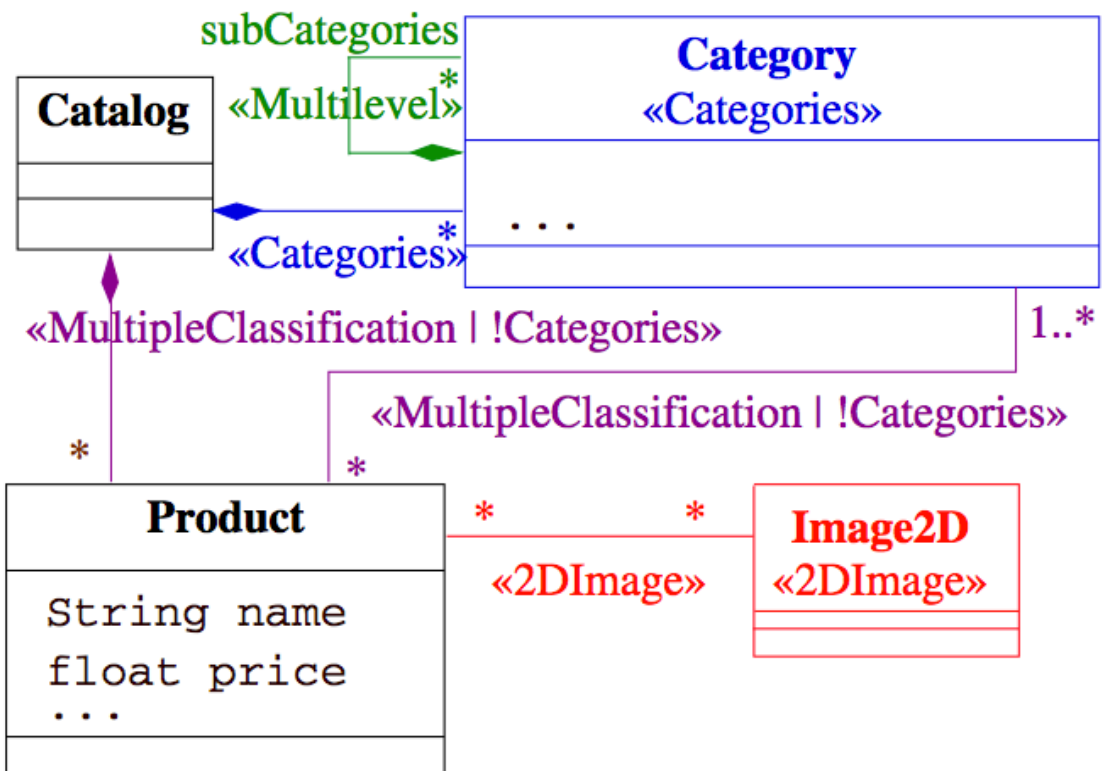 subCategories
*
«Multilevel»
Category
«Categories»
. . .
Catalog
*
«Categories»
«MultipleClassification | !Categories»
1..*
«MultipleClassification | !Categories»
*
*
Product
String name
float price
...
*
*
«2DImage»
Image2D
«2DImage»